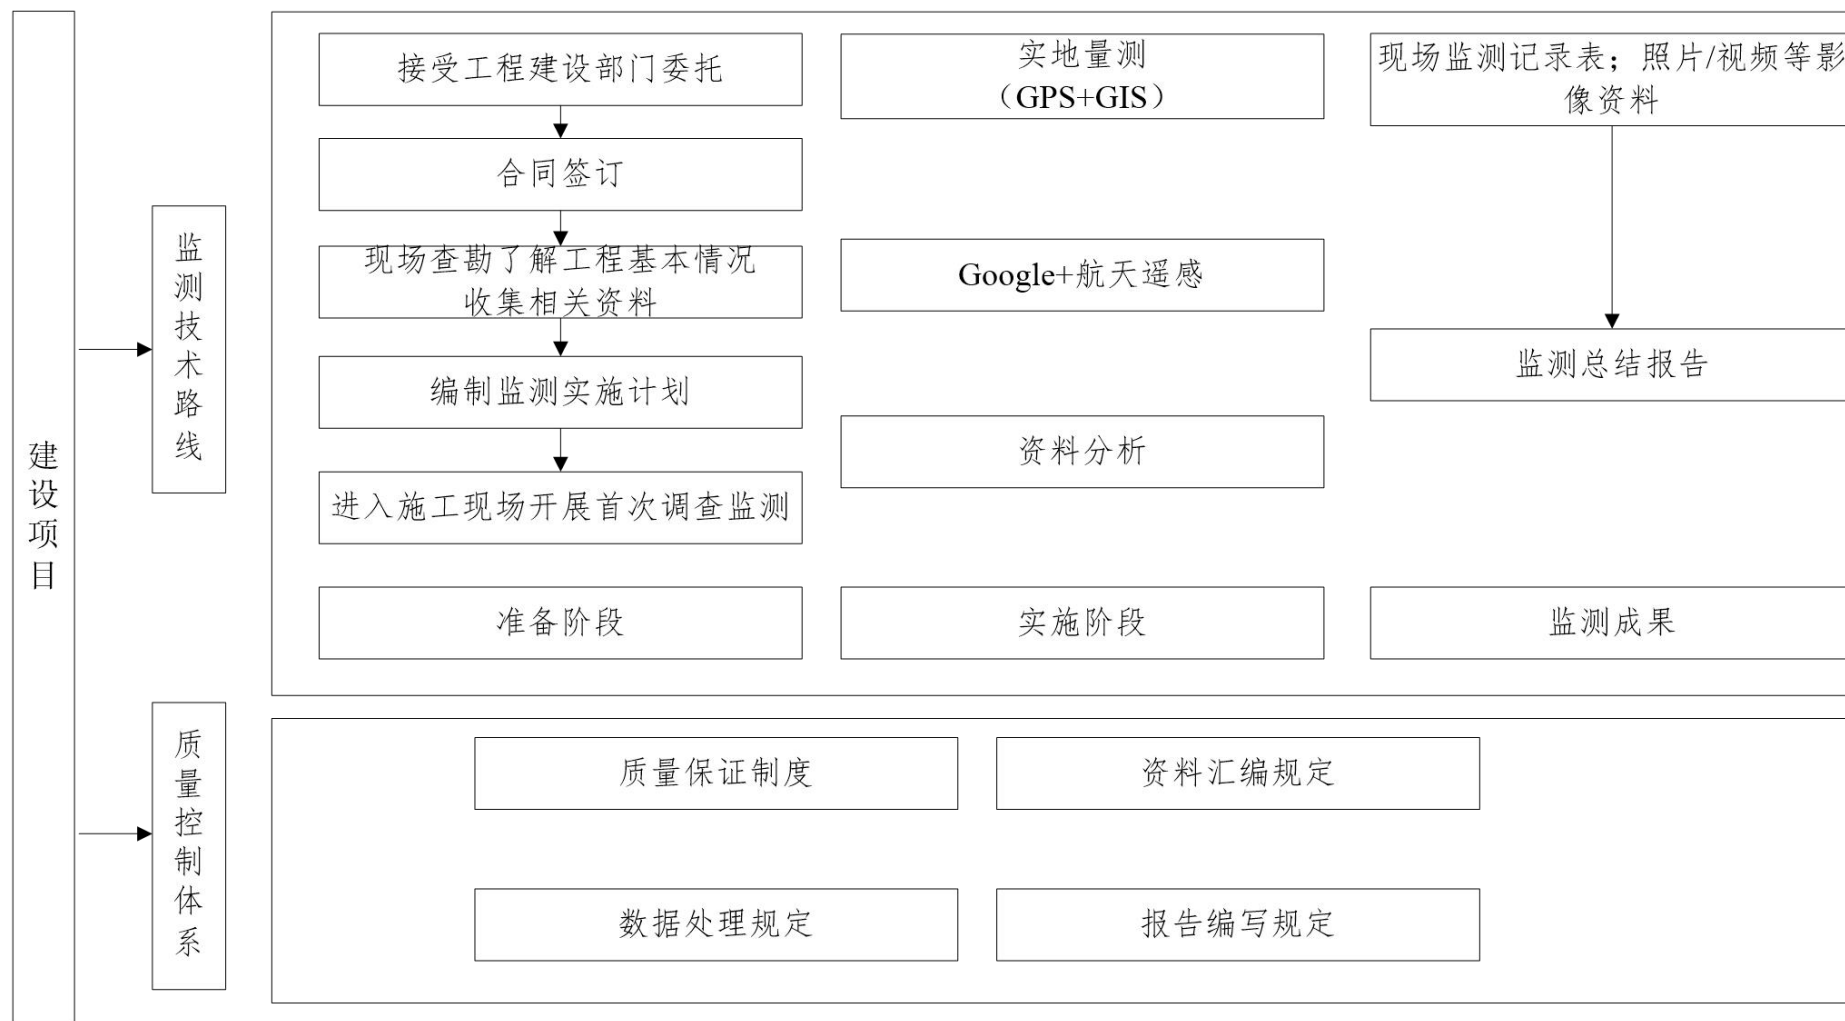 建设项目
监测技术路线
接受工程建设部门委托
合同签订
现场查勘了解工程基本情况
收集相关资料
编制监测实施计划
进入施工现场开展首次调查监测
准备阶段
实地量测
（GPS+GIS）
Google+航天遥感
资料分析
实施阶段
现场监测记录表；照片/视频等影
像资料
监测总结报告
监测成果
质量控制体系
质量保证制度
资料汇编规定
数据处理规定
报告编写规定